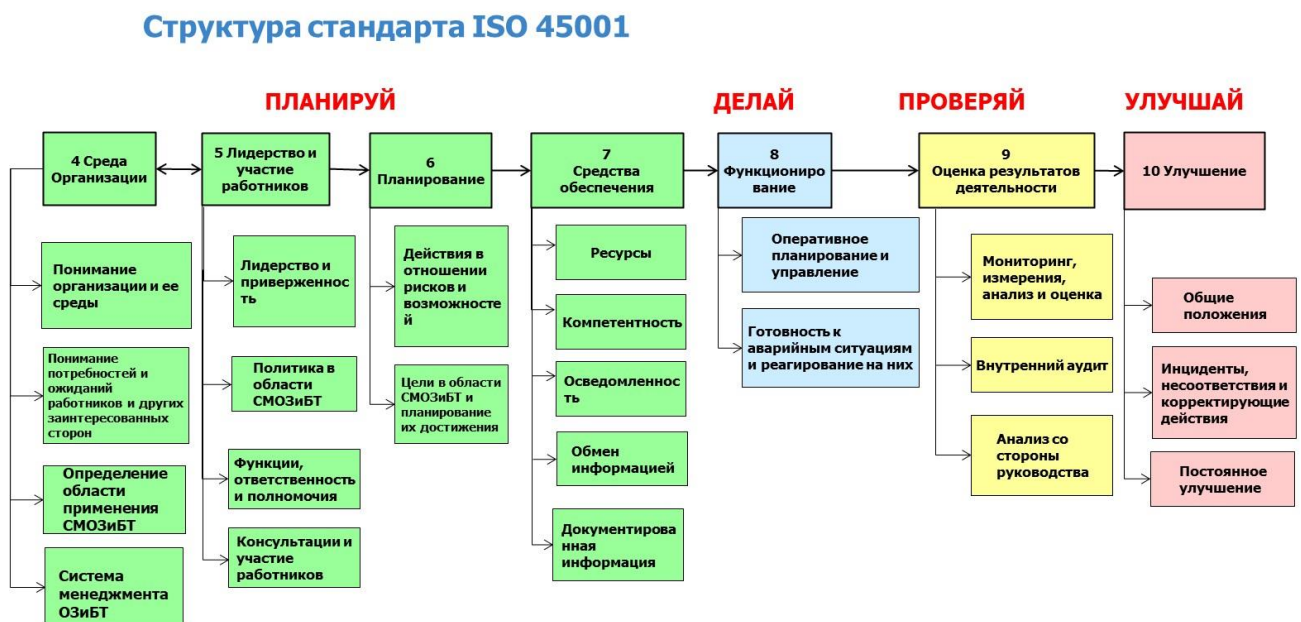 Структура стандарта ISO 45001
ПЛАНИРУЙ
ДЕЛАЙ
ПРОВЕРЯЙ
УЛУЧШАЙ
4 Среда
Организации
5 Лидерство и
участие
работников
6
Планирование
7
Средства
обеспечения
8
Функциониро
вание
9
Оценка результатов
деятельности
10 Улучшение
Понимание
организации и ее
среды
Понимание
потребностей и
ожиданий
работников и других
заинтересованных
сторон
Определение
области
применения
СМОЗиБТ
Система
менеджмента
ОЗиБТ
Лидерство и
приверженнос
ть
Политика в
области
СМОЗиБТ
Функции,
ответственность
и полномочия
Консультации и
участие
работников
Действия в
отношении
рисков и
возможносте
й
Цели в области
СМОЗиБТ и
планирование
их достижения
Ресурсы
Компетентность
Осведомленнос
ть
Обмен
информацией
Документирова
нная
информация
Оперативное
планирование и
управление
Готовность к
аварийным ситуациям
и реагирование на них
Мониторинг,
измерения,
анализ и оценка
Внутренний аудит
Анализ со
стороны
руководства
Общие
положения
Инциденты,
несоответствия и
корректирующие
действия
Постоянное
улучшение